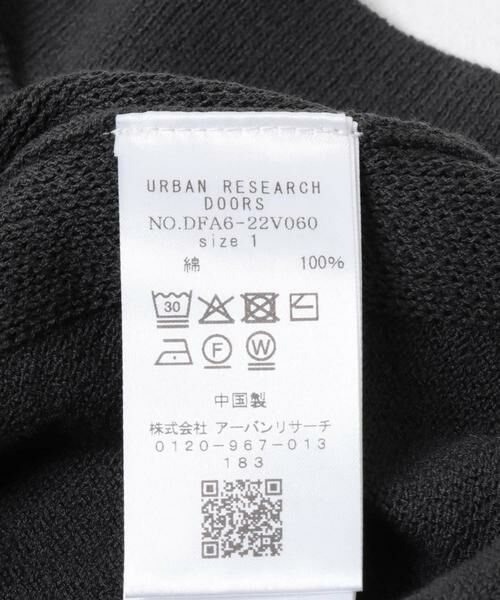 URBAN RESEARCH
DOORS
NO.DFA6-22V060
size 1
綿 100%
30
F W
中国製
株式会社 アーバンリサーチ
0120-967-013
183